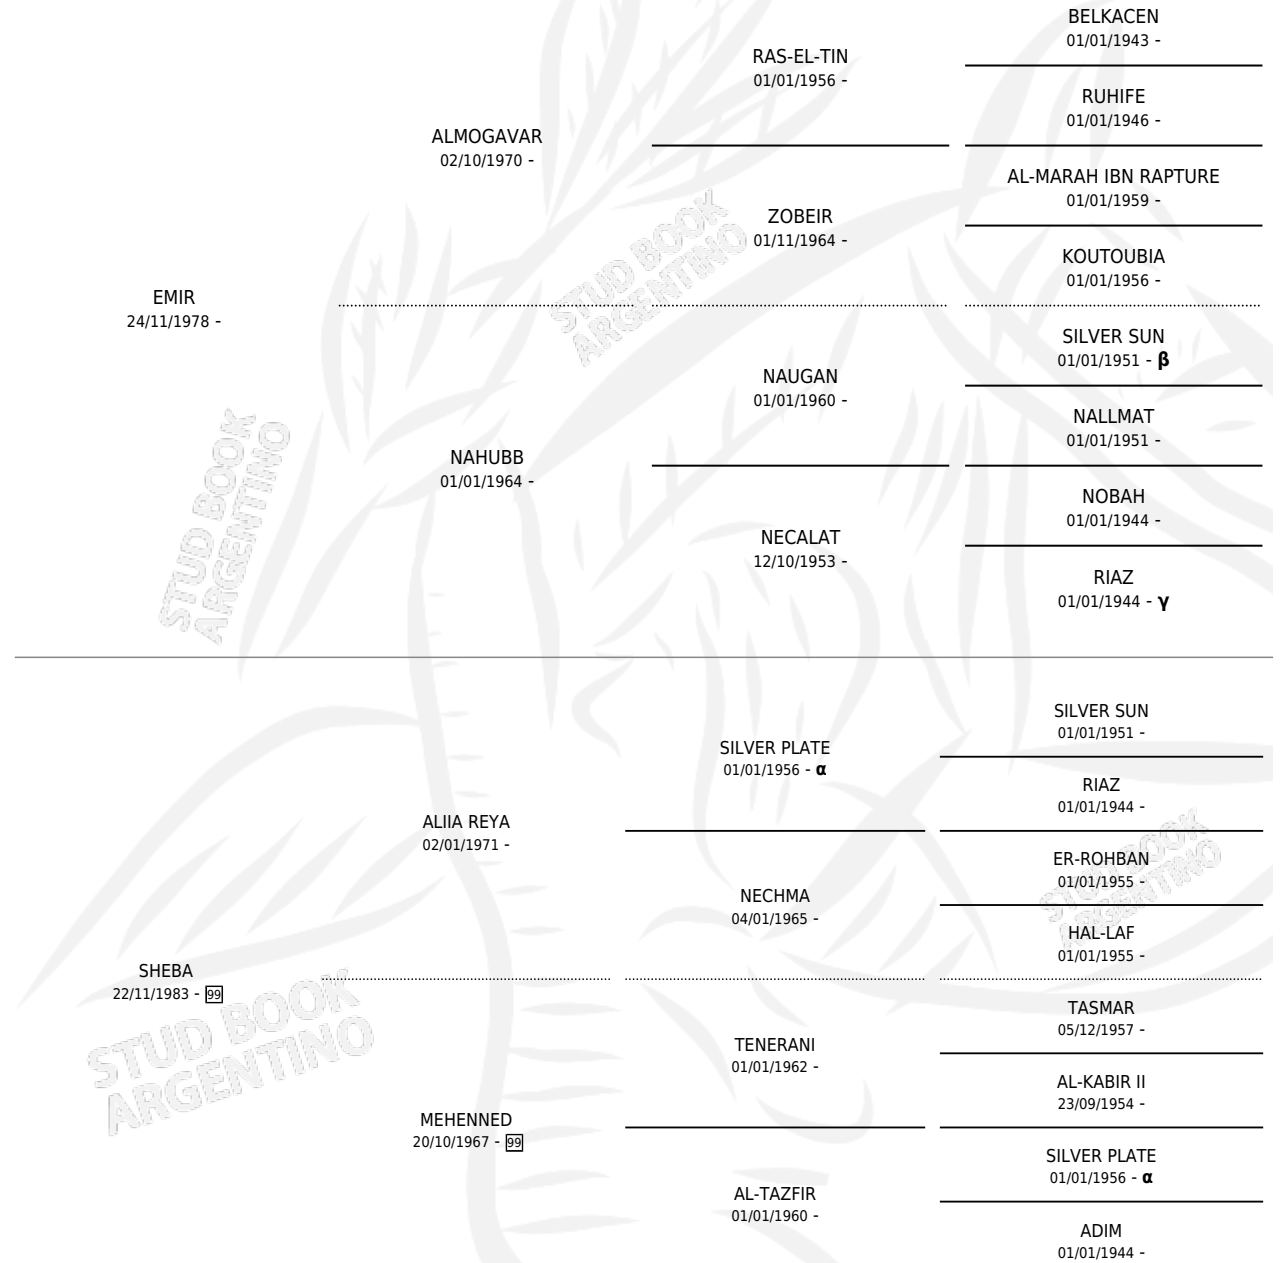 EMIR
24/11/1978 -
ALMOGAVAR
02/10/1970 -
RAS-EL-TIN
01/01/1956 -
BELKACEN
01/01/1943 -
RUHIFE
01/01/1946 -
ZOBEIR
01/11/1964 -
AL-MARAH IBN RAPTURE
01/01/1959 -
KOUTOUBIA
01/01/1956 -
NAHUBB
01/01/1964 -
NAUGAN
01/01/1960 -
SILVER SUN
01/01/1951 - β
NALLMAT
01/01/1951 -
NECALAT
12/10/1953 -
NOBAH
01/01/1944 -
RIAZ
01/01/1944 - γ
SHEBA
22/11/1983 - 99
ALIIA REYA
02/01/1971 -
SILVER PLATE
01/01/1956 - α
SILVER SUN
01/01/1951 -
RIAZ
01/01/1944 -
NECHMA
04/01/1965 -
ER-ROHBAN
01/01/1955 -
HAL-LAF
01/01/1955 -
MEHENNED
20/10/1967 - 99
TENERANI
01/01/1962 -
TASMAR
05/12/1957 -
AL-KABIR II
23/09/1954 -
AL-TAZFIR
01/01/1960 -
SILVER PLATE
01/01/1956 - α
ADIM
01/01/1944 -
STUD BOOK
ARGENTINO
STUD BOOK
ARGENTINO
STUD BOOK
ARGENTINO
STUD BOOK
ARGENTINO